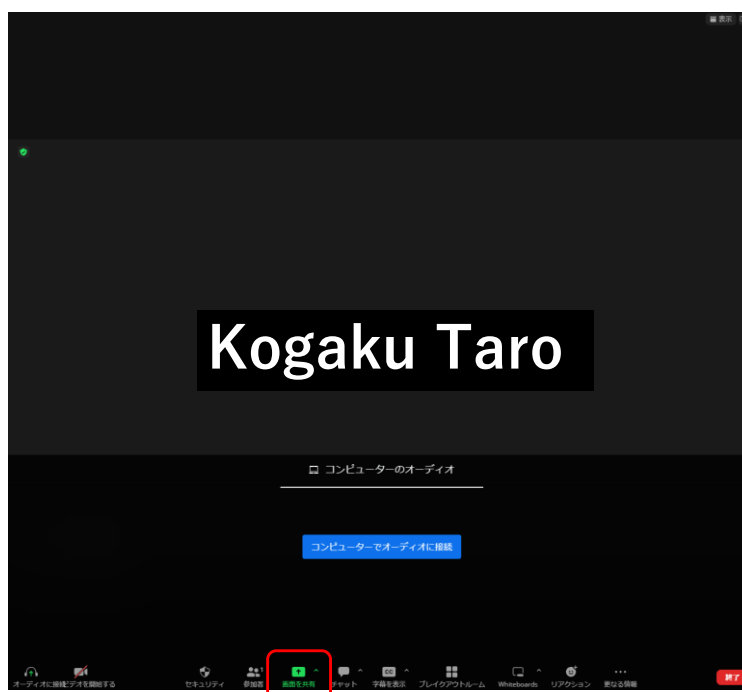 表示
Kogaku Taro
コンピューターのオーディオ
コンピューターでオーディオに接続
オーディオに接続
ビデオを開始する
セキュリティ
1
参加者
画面を共有
チャット
CC
字幕を表示
ブレイクアウトルーム
Whiteboards
リアクション
更なる情報
終了